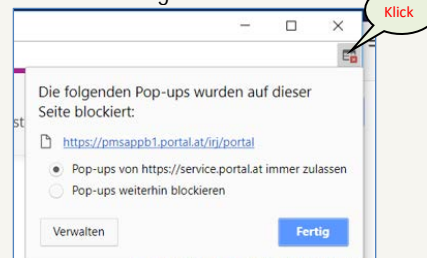 Klick
Die folgenden Pop-ups wurden auf dieser
Seite blockiert:
https://pmsappb1.portal.at/irj/portal
Pop-ups von https://service.portal.at immer zulassen
Pop-ups weiterhin blockieren
Verwalten
Fertig